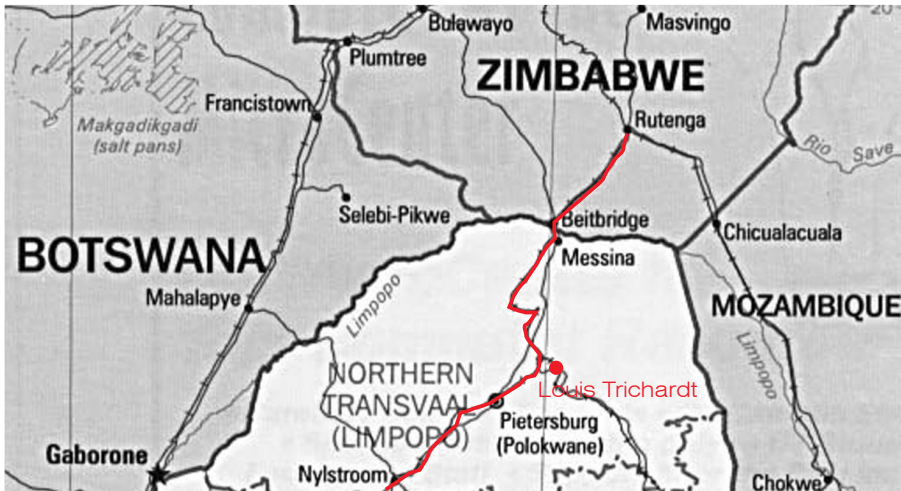 Bulawayo
Masvingo
20°
Plumtree
ZIMBABWE
Francistown
Rutenga
Makgadikgadi
(salt pans)
Rio Save
Selebi-Pikwe
Beitbridge
Chicualacuala
BOTSWANA
Messina
Mahalapye
Limpopo
MOZAMBIQUE
Limpopo
NORTHERN
TRANSVAAL
(LIMPOPO)
Louis Trichardt
Pietersburg
(Polokwane)
Gaborone
Nylstroom
Chokwe